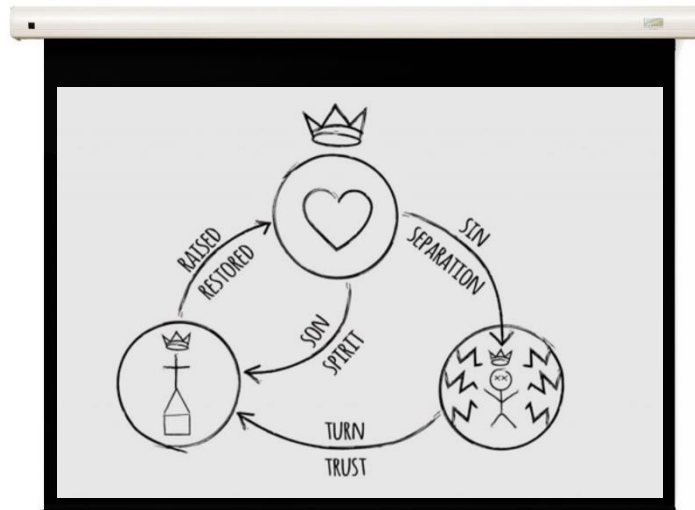 RAISED
RESTORED
SIN
SEPARATION
SON
SPIRIT
TURN
TRUST